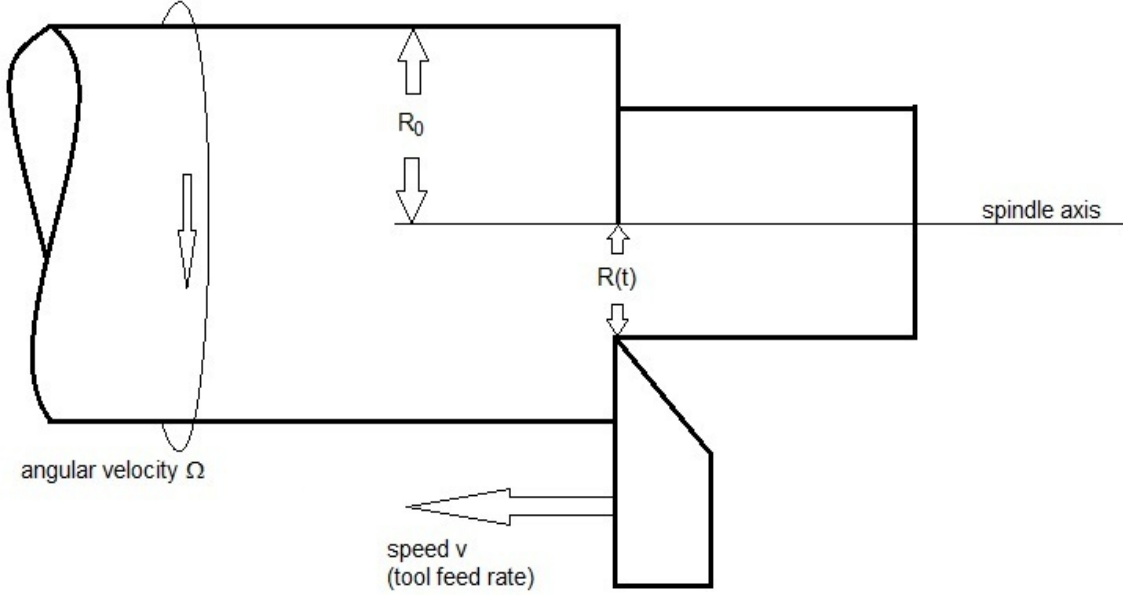 R₀
spindle axis
R(t)
angular velocity Ω
speed v
(tool feed rate)